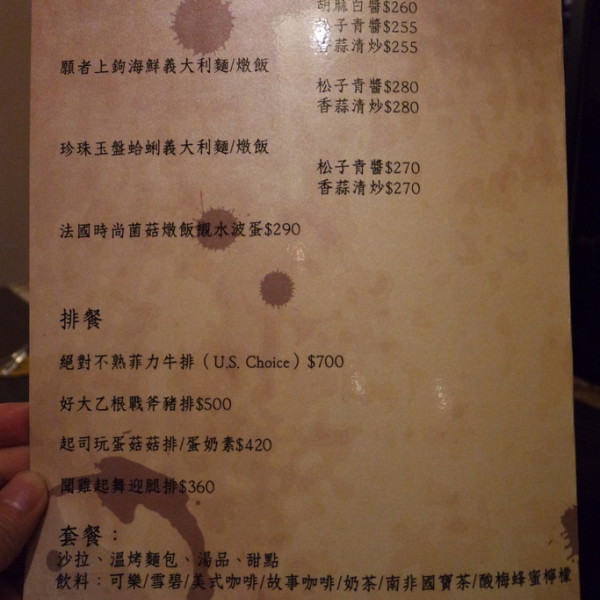 胡麻白醬$260
松子青醬$255
香蒜清炒$255
願者上鉤海鮮義大利麵/燉飯
松子青醬$280
香蒜清炒$280
珍珠玉盤蛤蜊義大利麵/燉飯
松子青醬$270
香蒜清炒$270
法國時尚菌菇燉飯襯水波蛋$290
排餐
絕對不熟菲力牛排（U.S. Choice）$700
好大乙根戰斧豬排$500
起司玩蛋菇菇排/蛋奶素$420
聞雞起舞迎腿排$360
套餐：
沙拉、溫烤麵包、湯品、甜點
飲料：可樂/雪碧/美式咖啡/故事咖啡/奶茶/南非國寶茶/酸梅蜂蜜檸檬